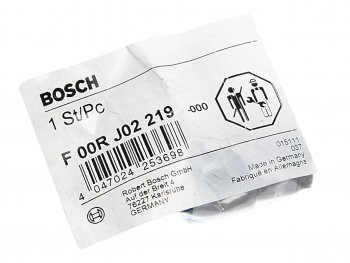 BOSCH
1 St/Pc
F 00R J02 219 -000
4 047024 253698
Robert Bosch GmbH
Auf der Breit 4
76227 Karlsruhe
GERMANY
015111
037
Made in Germany
Fabriqué en Allemagne